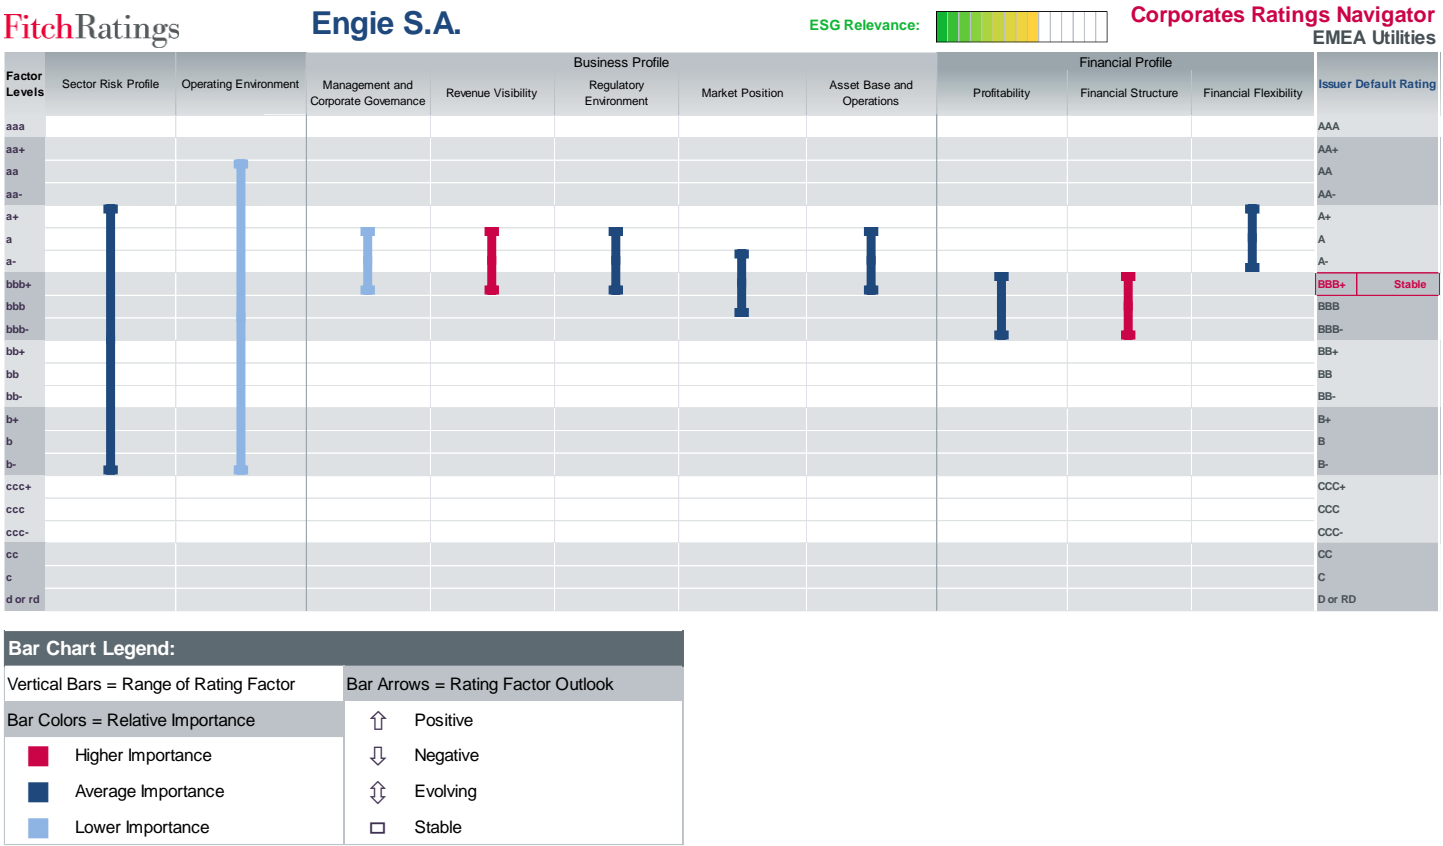 FitchRatings
Engie S.A.
ESG Relevance:
Corporates Ratings Navigator
EMEA Utilities
Factor Levels
Sector Risk Profile
Operating Environment
Business Profile
Management and Corporate Governance
Revenue Visibility
Regulatory Environment
Market Position
Asset Base and Operations
Financial Profile
Profitability
Financial Structure
Financial Flexibility
Issuer Default Rating
aaa AAA
aa+ AA+
aa AA
aa- AA-
a+ A+
a A
a- A-
bbb+ BBB+ Stable
bbb BBB
bbb- BBB-
bb+ BB+
bb BB
bb- BB-
b+ B+
b B
b- B-
ccc+ CCC+
ccc CCC
ccc- CCC-
cc CC
c C
d or rd D or RD
Bar Chart Legend:
Vertical Bars = Range of Rating Factor
Bar Arrows = Rating Factor Outlook
Bar Colors = Relative Importance
Positive
Higher Importance
Negative
Average Importance
Evolving
Lower Importance
Stable